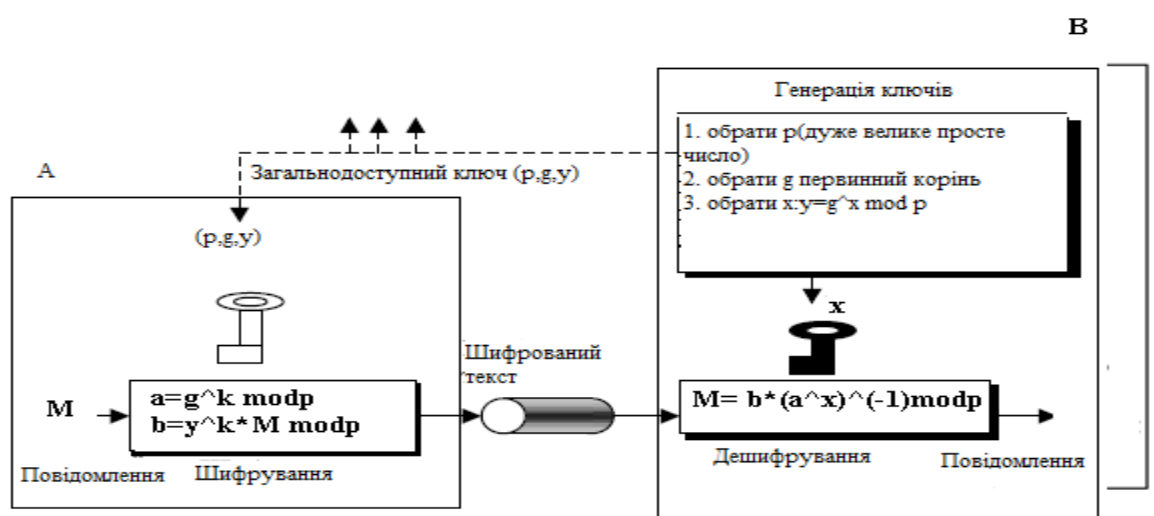 B
Генерація ключів
1. обрати p(дуже велике просте
число)
2. обрати g первинний корінь
3. обрати x:y=g^x mod p
A
Загальнодоступний ключ (p,g,y)
(p,g,y)
x
Шифрований
текст
M
a=g^k modp
b=y^k*M modp
M= b*(a^x)^(-1)modp
Повідомлення
Шифрування
Дешифрування
Повідомлення